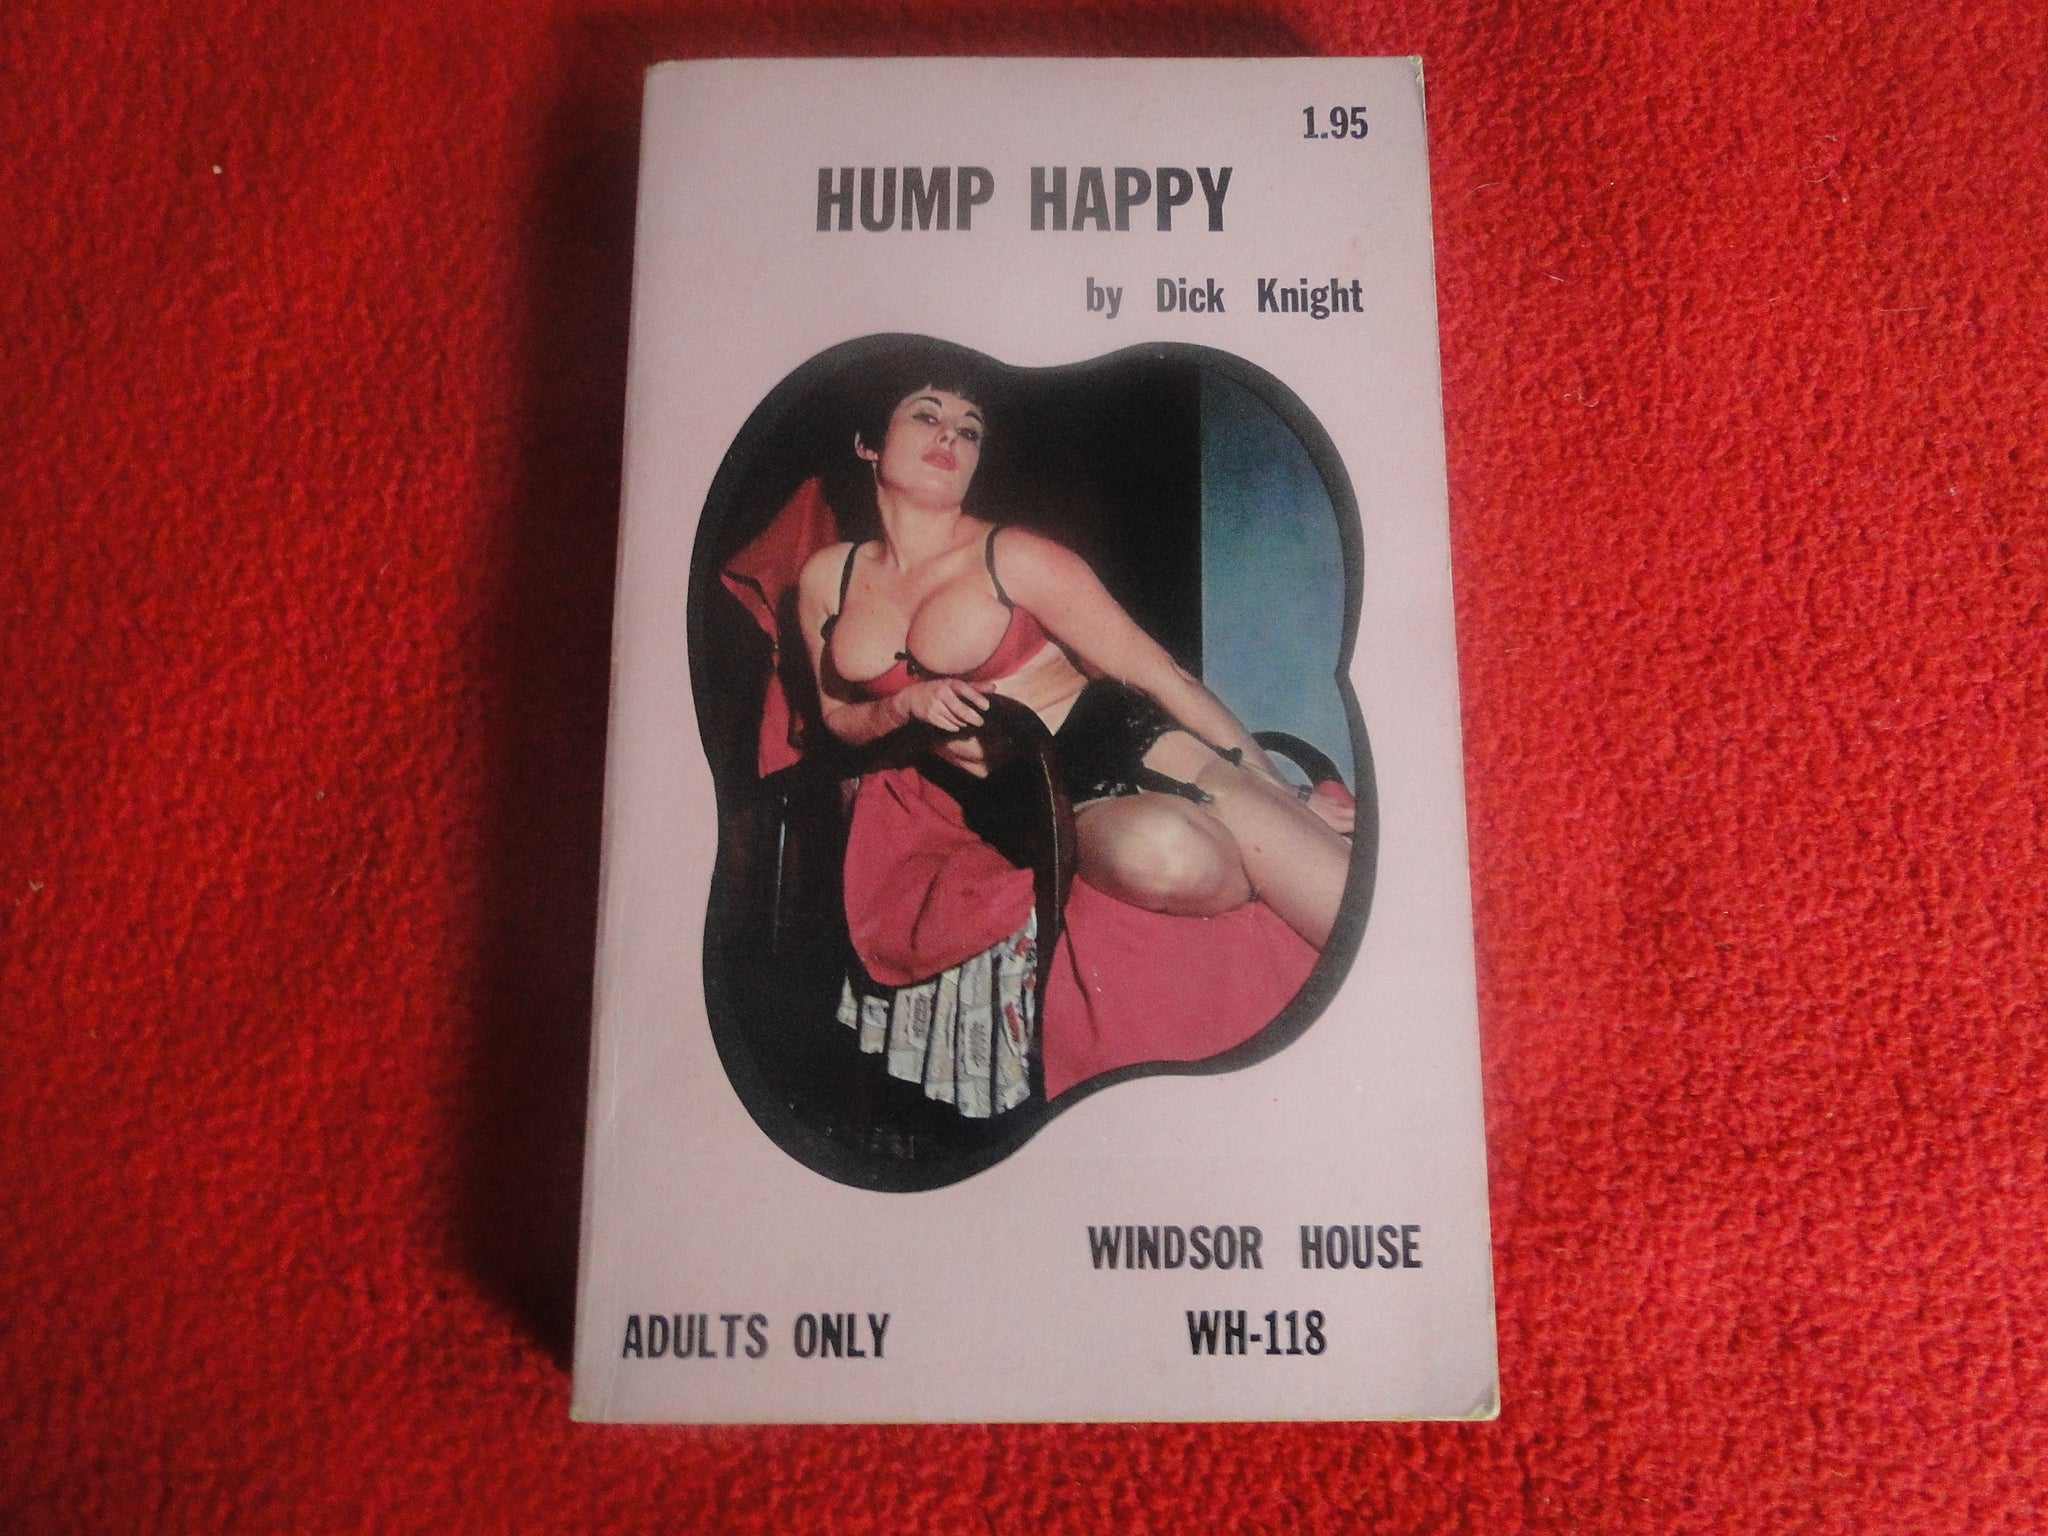 1.95
HUMP HAPPY
by Dick Knight
WINDSOR HOUSE
ADULTS ONLY
WH-118